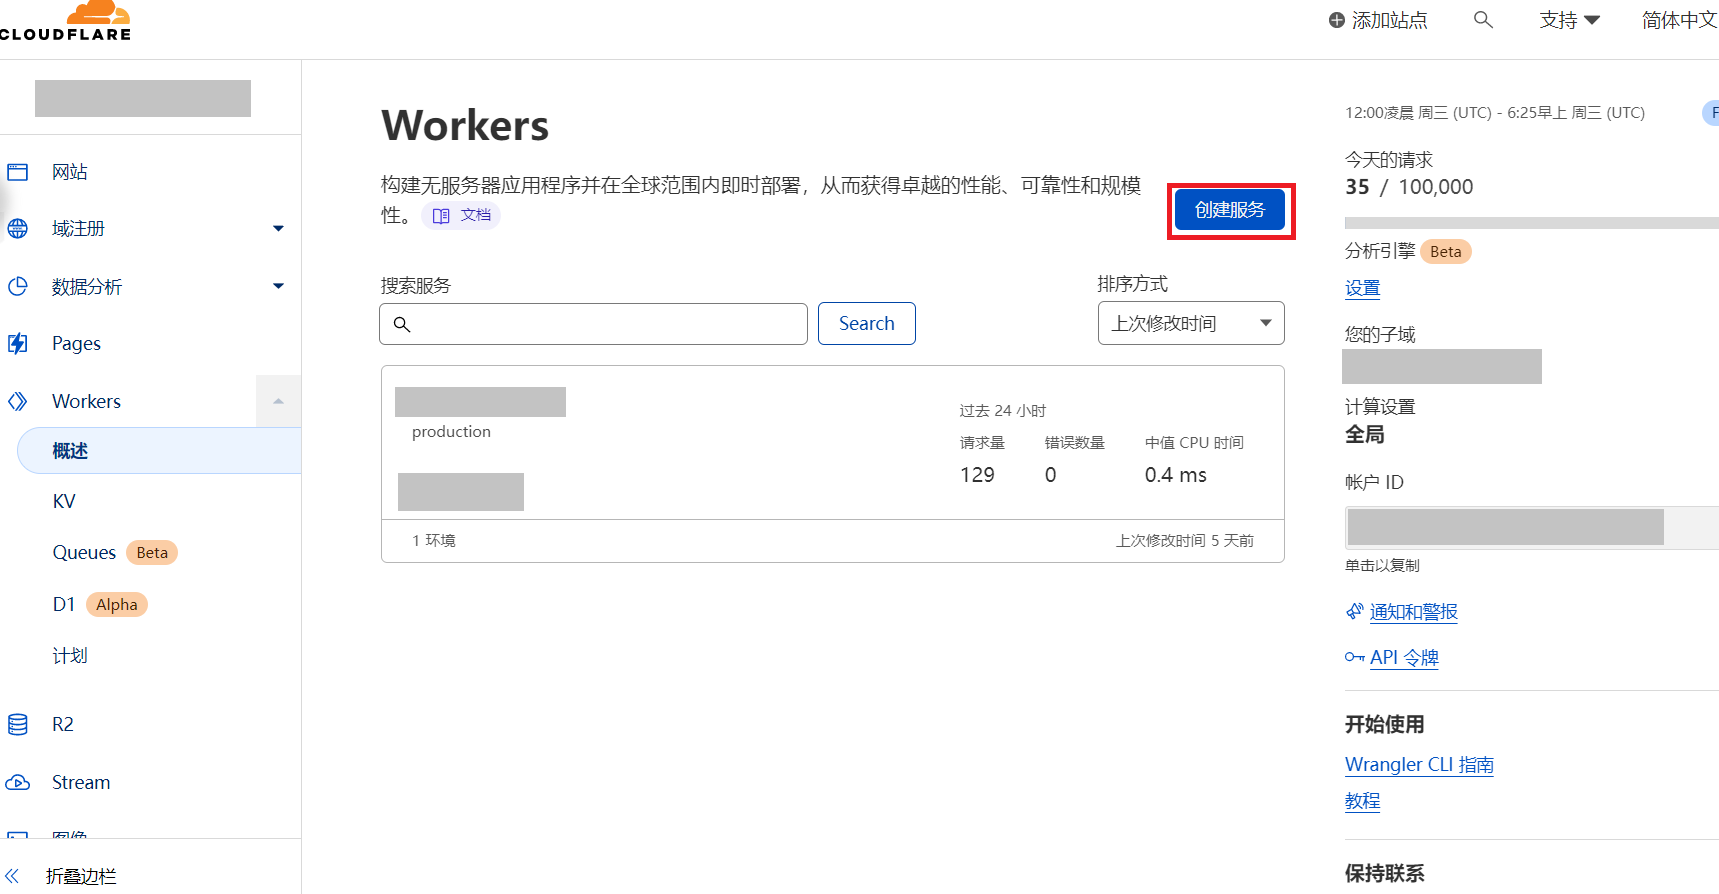 CLOUDFLARE
添加站点
支持
简体中文
网站
域注册
数据分析
Pages
Workers
概述
KV
Queues Beta
D1 Alpha
计划
R2
Stream
图像
折叠边栏
Workers
构建无服务器应用程序并在全球范围内即时部署，从而获得卓越的性能、可靠性和规模
性。 文档
创建服务
搜索服务
Search
排序方式
上次修改时间
production
过去 24 小时
请求量 错误数量 中值 CPU 时间
129 0 0.4 ms
1 环境
上次修改时间 5 天前
12:00凌晨 周三 (UTC) - 6:25早上 周三 (UTC)
F
今天的请求
35 / 100,000
分析引擎 Beta
设置
您的子域
计算设置
全局
帐户 ID
单击以复制
通知和警报
API 令牌
开始使用
Wrangler CLI 指南
教程
保持联系